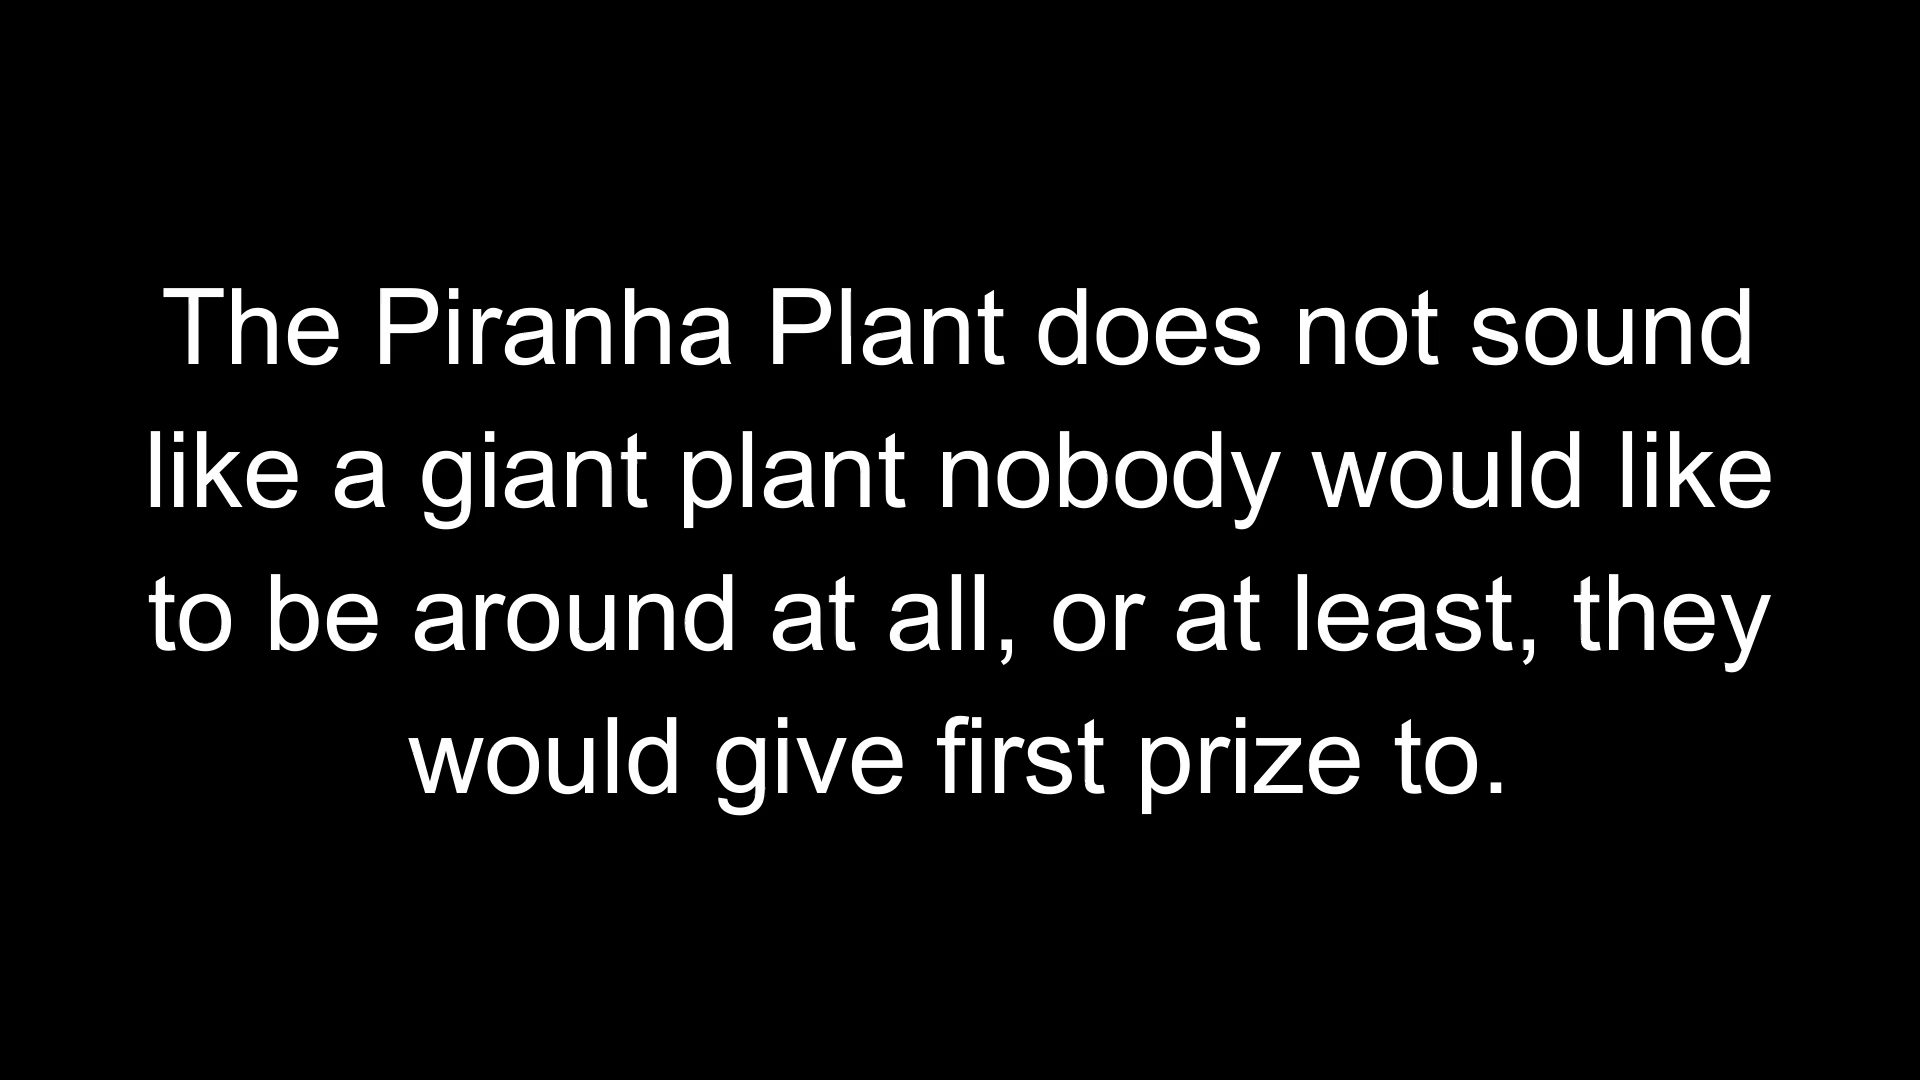 The Piranha Plant does not sound
like a giant plant nobody would like
to be around at all, or at least, they
would give first prize to.